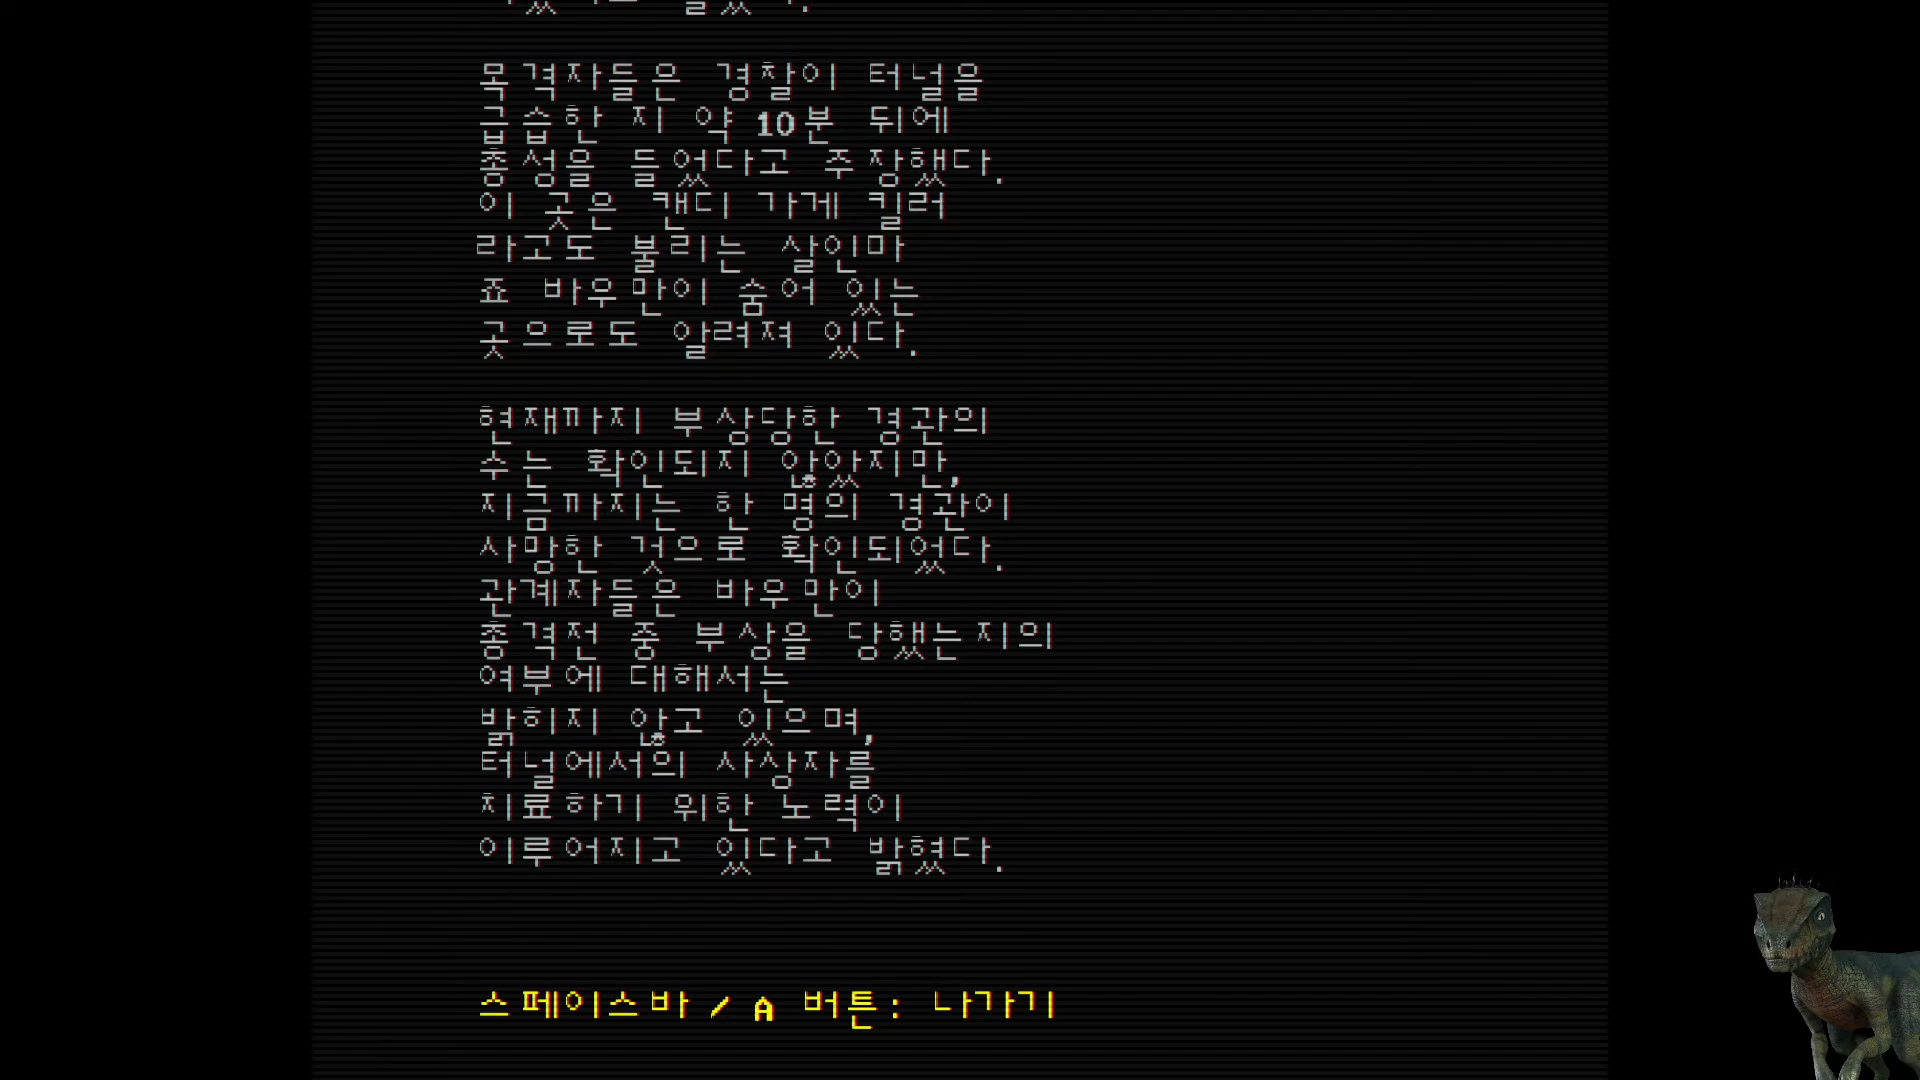 목격자들은 경찰이 터널을
급습한 지 약 10분 뒤에
총성을 들었다고 주장했다.
이 곳은 캔디 가게 킬러
라고도 불리는 살인마
죠 바우만이 숨어 있는
곳으로도 알려져 있다.
현재까지 부상당한 경관의
수는 확인되지 않았지만,
지금까지는 한 명의 경관이
사망한 것으로 확인되었다.
관계자들은 바우만이
총격전 중 부상을 당했는지의
여부에 대해서는
밝히지 않고 있으며,
터널에서의 사상자를
치료하기 위한 노력이
이루어지고 있다고 밝혔다.
스페이스바 / A 버튼: 나가기